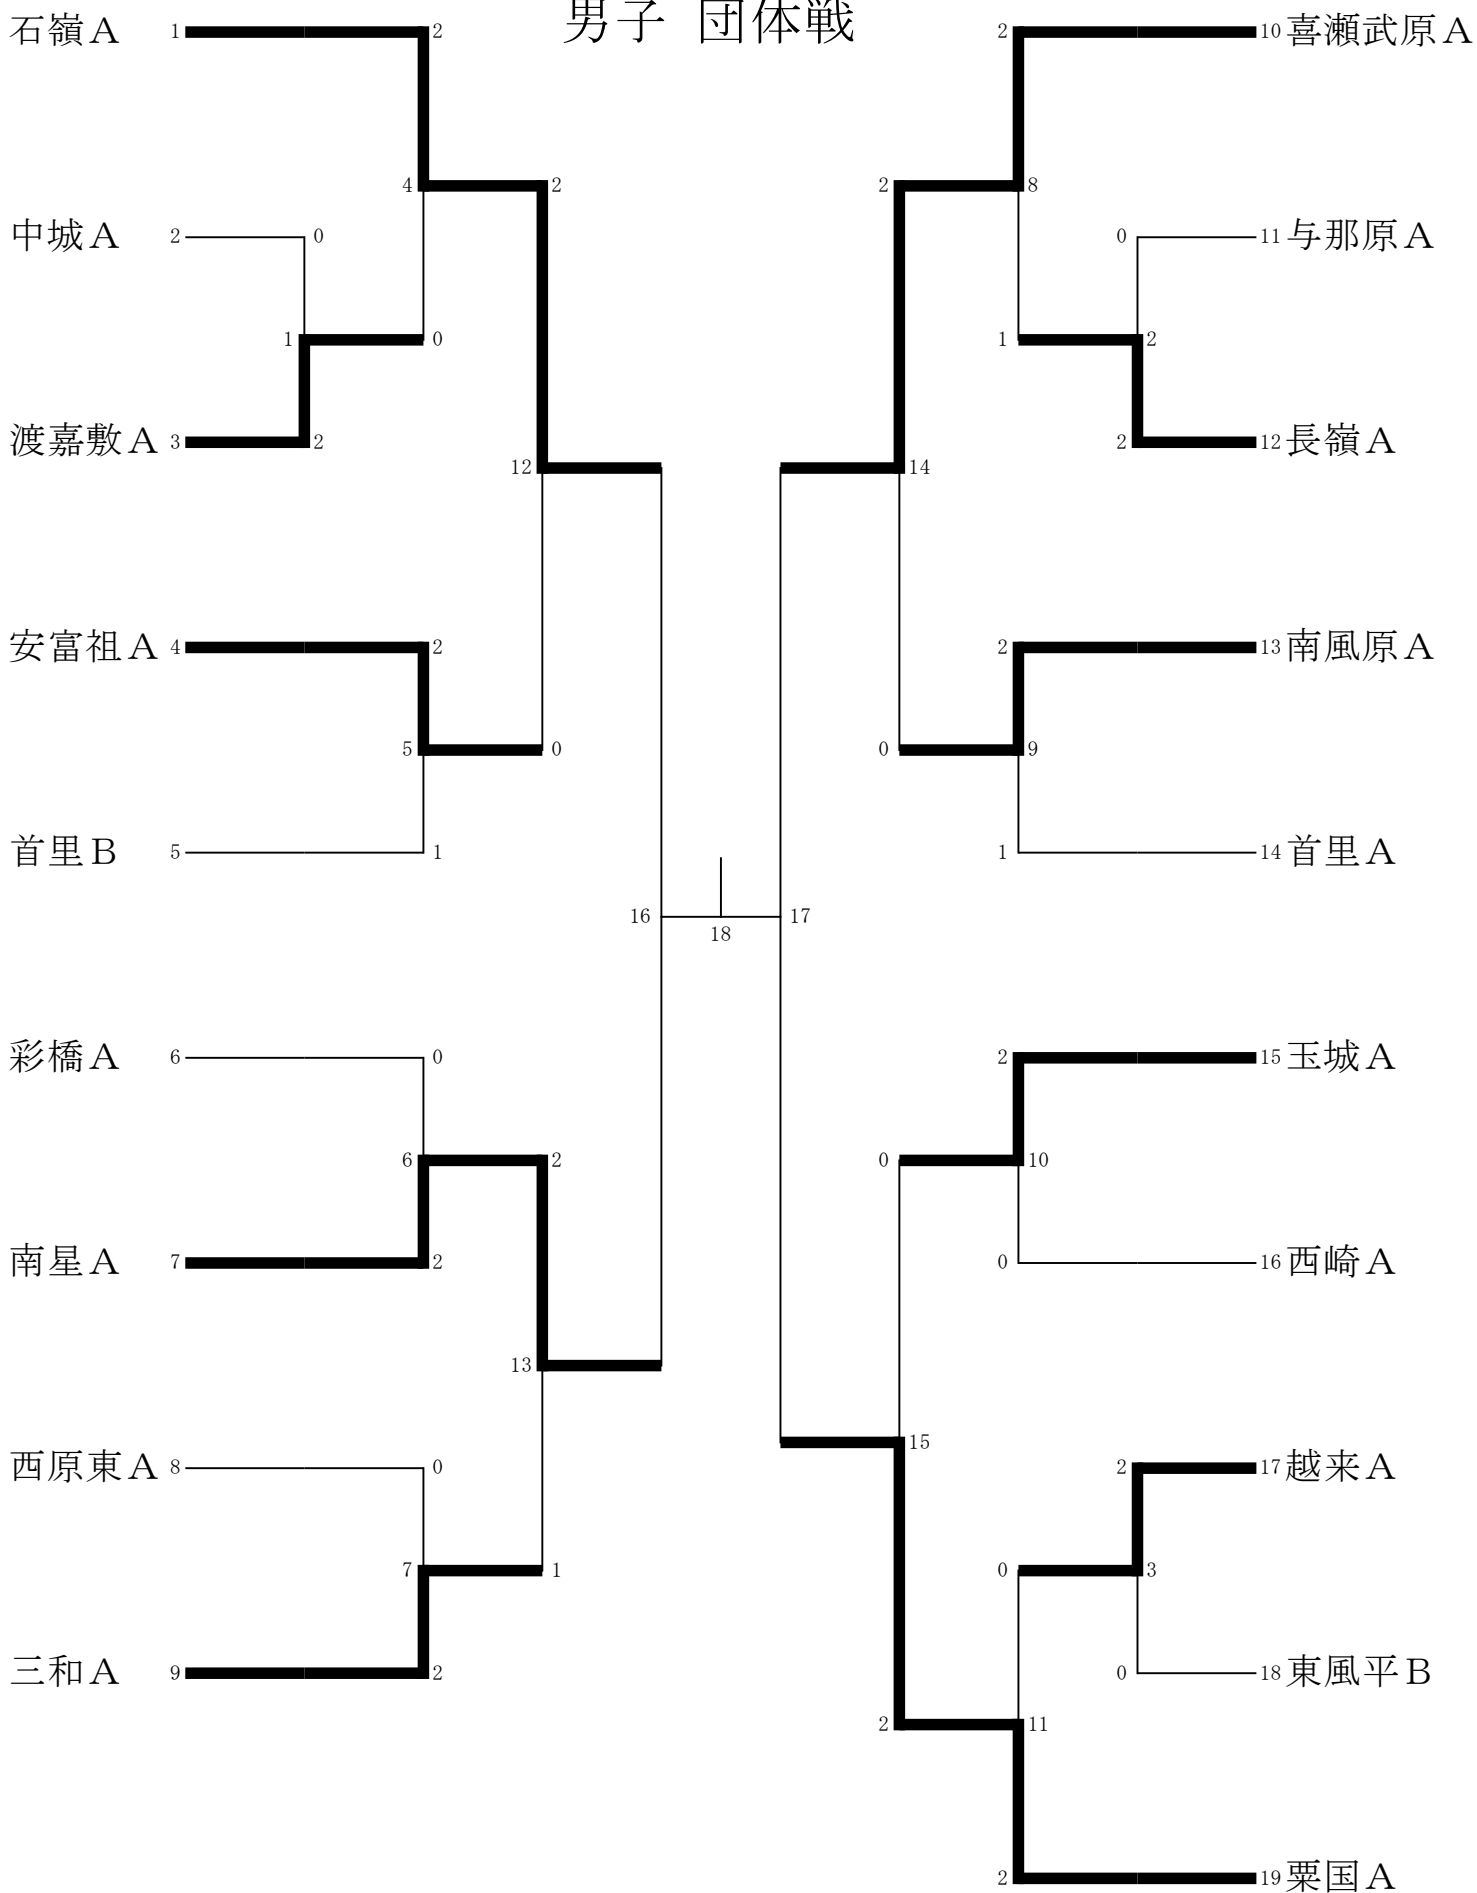 男子 団体戦
石嶺A 1 2 2 10 喜瀬武原A
4 2 2 8
中城A 2 0 0 11 与那原A
1 0 1 2
渡嘉敷A 3 2 2 12 長嶺A
12 14
安富祖A 4 2 2 13 南風原A
5 0 0 9
首里B 5 1 1 14 首里A
16 17
18
彩橋A 6 0 2 15 玉城A
6 2 0 10
南星A 7 2 0 16 西崎A
13
15
西原東A 8 0 2 17 越来A
7 1 0 3
三和A 9 2 0 18 東風平B
2 11
2 19 粟国A